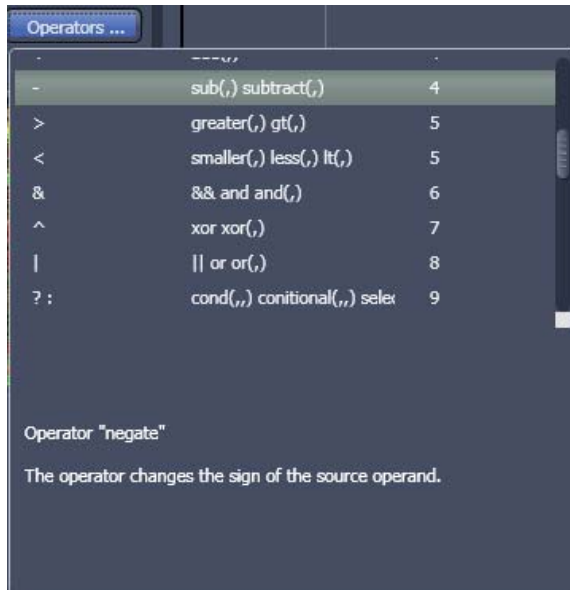 Operators ...
- sub(,) subtract(,) 4
> greater(,) gt(,) 5
< smaller(,) less(,) lt(,) 5
& && and and(,) 6
^ xor xor(,) 7
| || or or(,) 8
? : cond(,,) conitional(,,) selec 9
Operator "negate"
The operator changes the sign of the source operand.